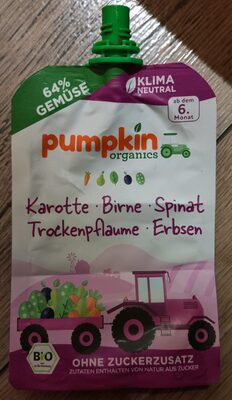 64%
GEMÜSE
KLIMA
NEUTRAL
ab dem
6.
Monat
pumpkin
organics
Karotte · Birne · Spinat
Trockenpflaume · Erbsen
BIO
OHNE ZUCKERZUSATZ
ZUTATEN ENTHALTEN VON NATUR AUS ZUCKER